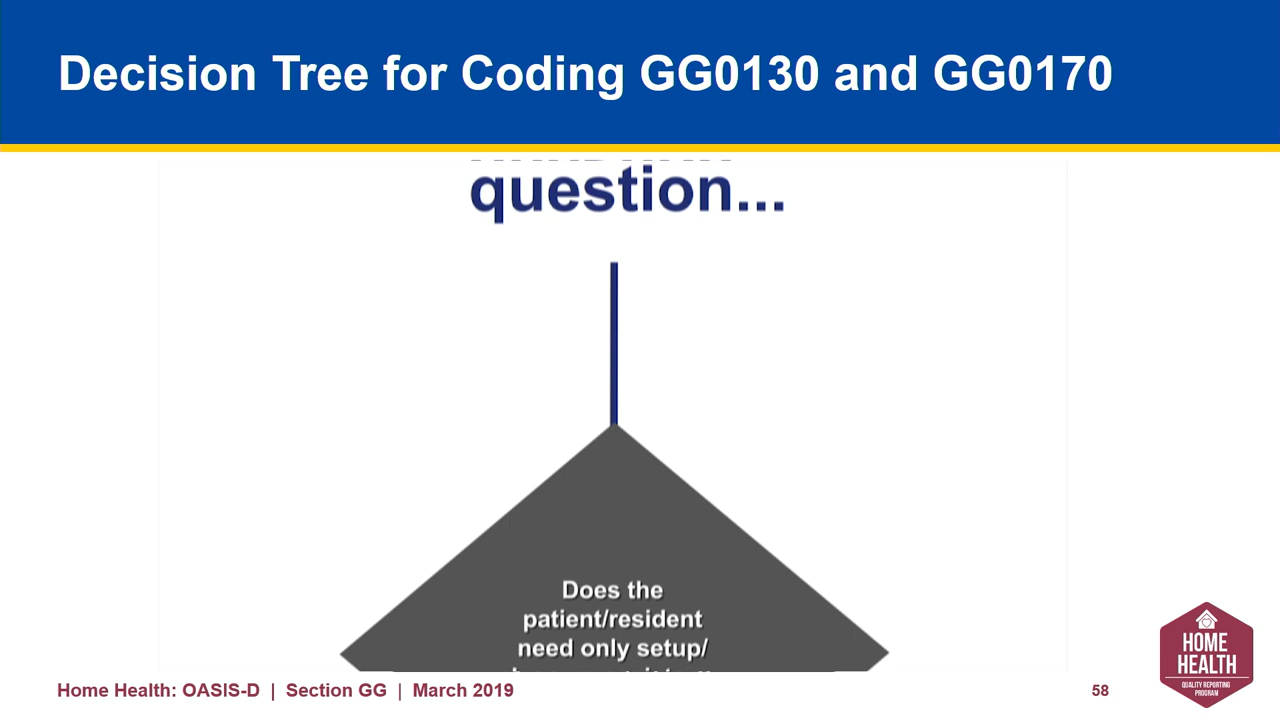 Decision Tree for Coding GG0130 and GG0170
question...
Does the
patient/resident
need only setup/
Home Health: OASIS-D | Section GG | March 2019
58
HOME
HEALTH
QUALITY REPORTING
PROGRAM